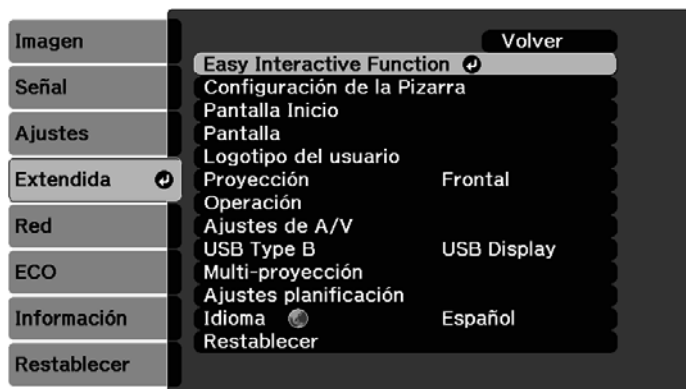 Imagen
Señal
Ajustes
Extendida
Red
ECO
Información
Restablecer
Volver
Easy Interactive Function
Configuración de la Pizarra
Pantalla Inicio
Pantalla
Logotipo del usuario
Proyección Frontal
Operación
Ajustes de A/V
USB Type B USB Display
Multi-proyección
Ajustes planificación
Idioma Español
Restablecer